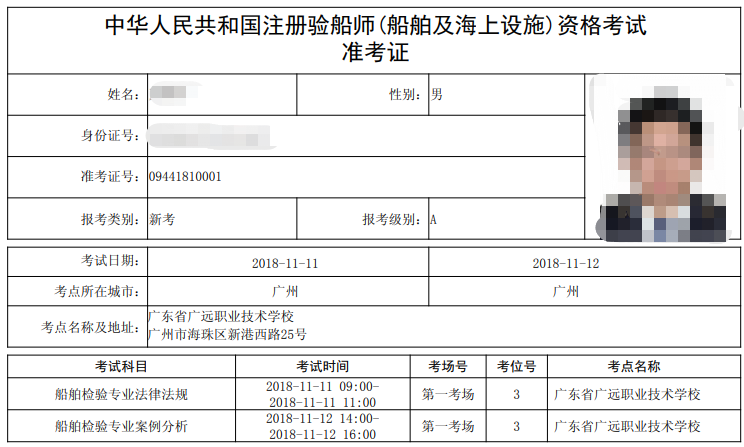 中华人民共和国注册验船师(船舶及海上设施)资格考试
准考证
姓名:
性别: 男
身份证号:
准考证号: 09441810001
报考类别: 新考 报考级别: A
考试日期: 2018-11-11 2018-11-12
考点所在城市: 广州 广州
考点名称及地址: 广东省广远职业技术学校
广州市海珠区新港西路25号
考试科目 考试时间 考场号 考位号 考点名称
船舶检验专业法律法规 2018-11-11 09:00-
2018-11-11 11:00 第一考场 3 广东省广远职业技术学校
船舶检验专业案例分析 2018-11-12 14:00-
2018-11-12 16:00 第一考场 3 广东省广远职业技术学校